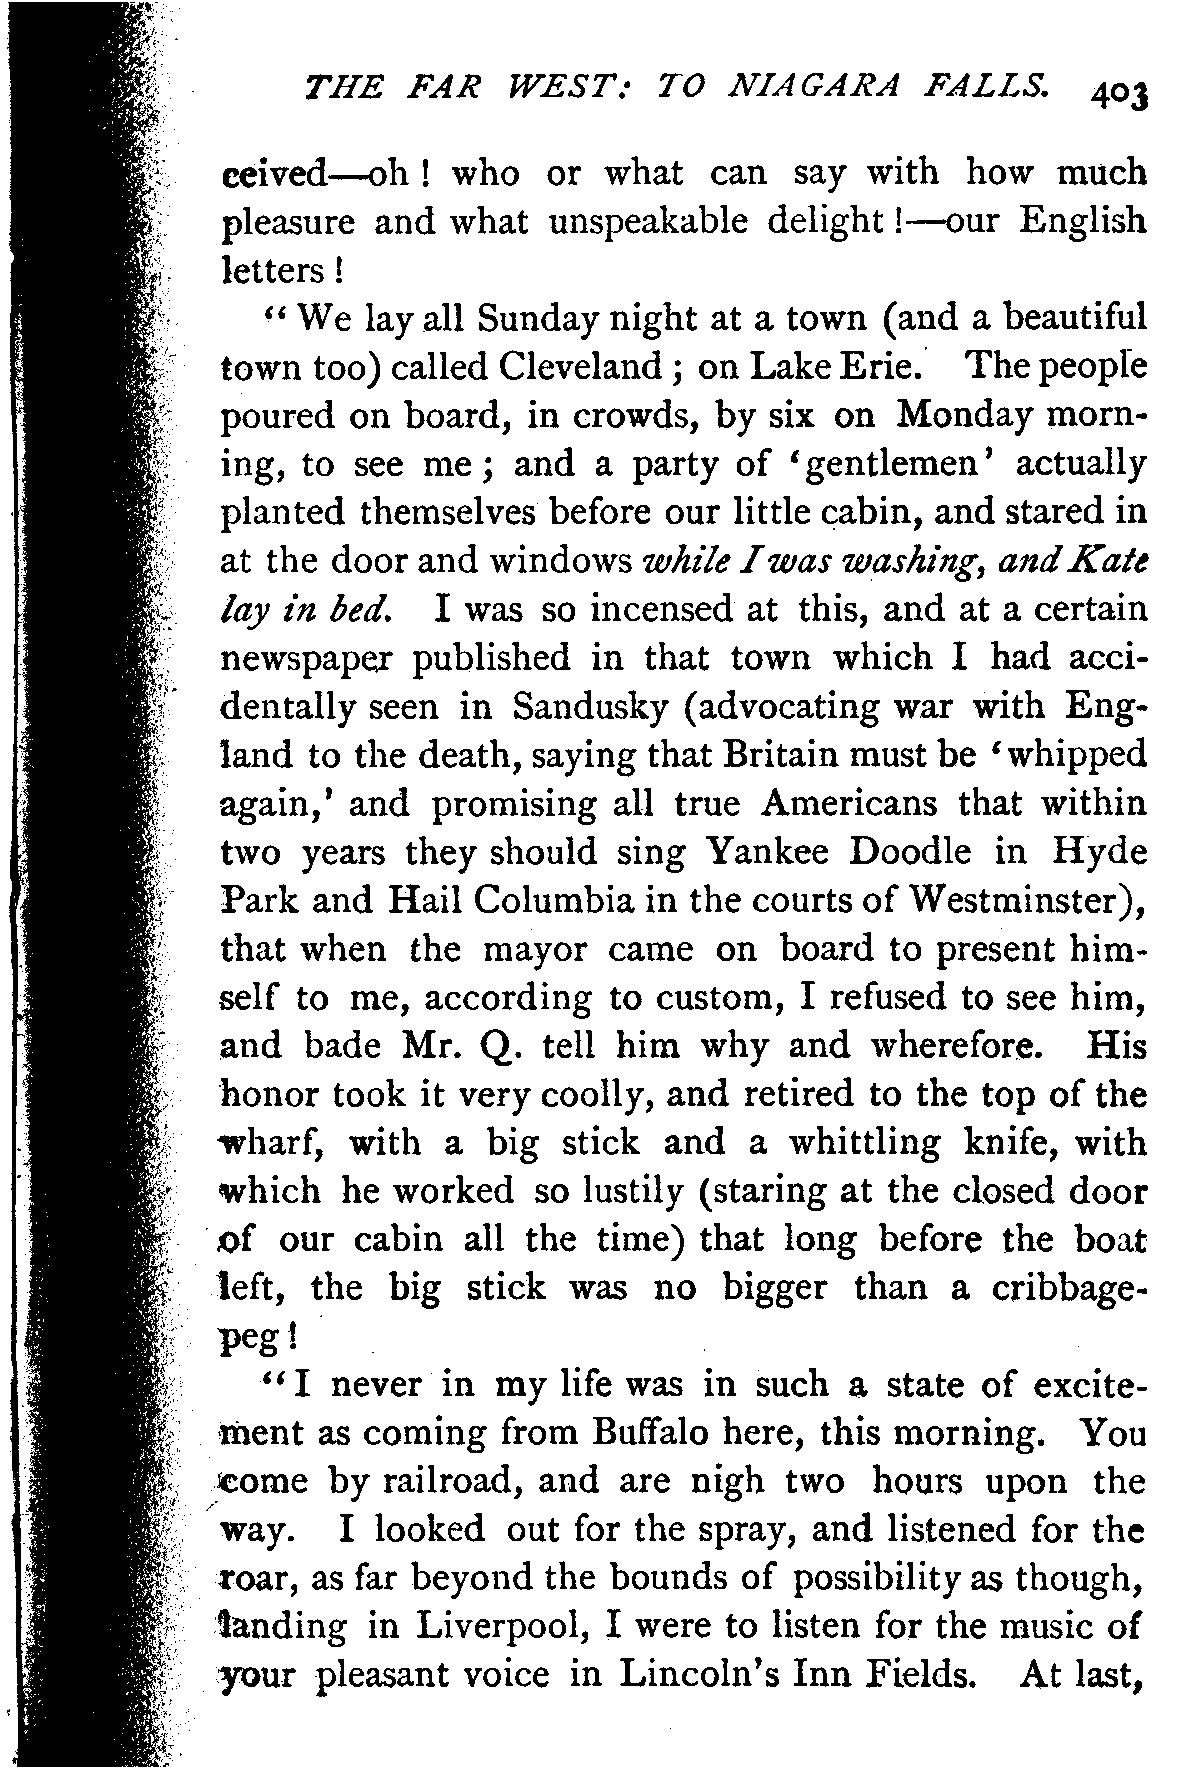 THE FAR WEST: TO NIAGARA FALLS. 403
ceived—oh! who or what can say with how much
pleasure and what unspeakable delight!—our English
letters!
"We lay all Sunday night at a town (and a beautiful
town too) called Cleveland; on Lake Erie. The people
poured on board, in crowds, by six on Monday morn-
ing, to see me; and a party of 'gentlemen' actually
planted themselves before our little cabin, and stared in
at the door and windows while I was washing, and Kate
lay in bed. I was so incensed at this, and at a certain
newspaper published in that town which I had acci-
dentally seen in Sandusky (advocating war with Eng-
land to the death, saying that Britain must be 'whipped
again,' and promising all true Americans that within
two years they should sing Yankee Doodle in Hyde
Park and Hail Columbia in the courts of Westminster),
that when the mayor came on board to present him-
self to me, according to custom, I refused to see him,
and bade Mr. Q. tell him why and wherefore. His
honor took it very coolly, and retired to the top of the
wharf, with a big stick and a whittling knife, with
which he worked so lustily (staring at the closed door
of our cabin all the time) that long before the boat
left, the big stick was no bigger than a cribbage-
peg!
"I never in my life was in such a state of excite-
ment as coming from Buffalo here, this morning. You
come by railroad, and are nigh two hours upon the
way. I looked out for the spray, and listened for the
roar, as far beyond the bounds of possibility as though,
landing in Liverpool, I were to listen for the music of
your pleasant voice in Lincoln's Inn Fields. At last,